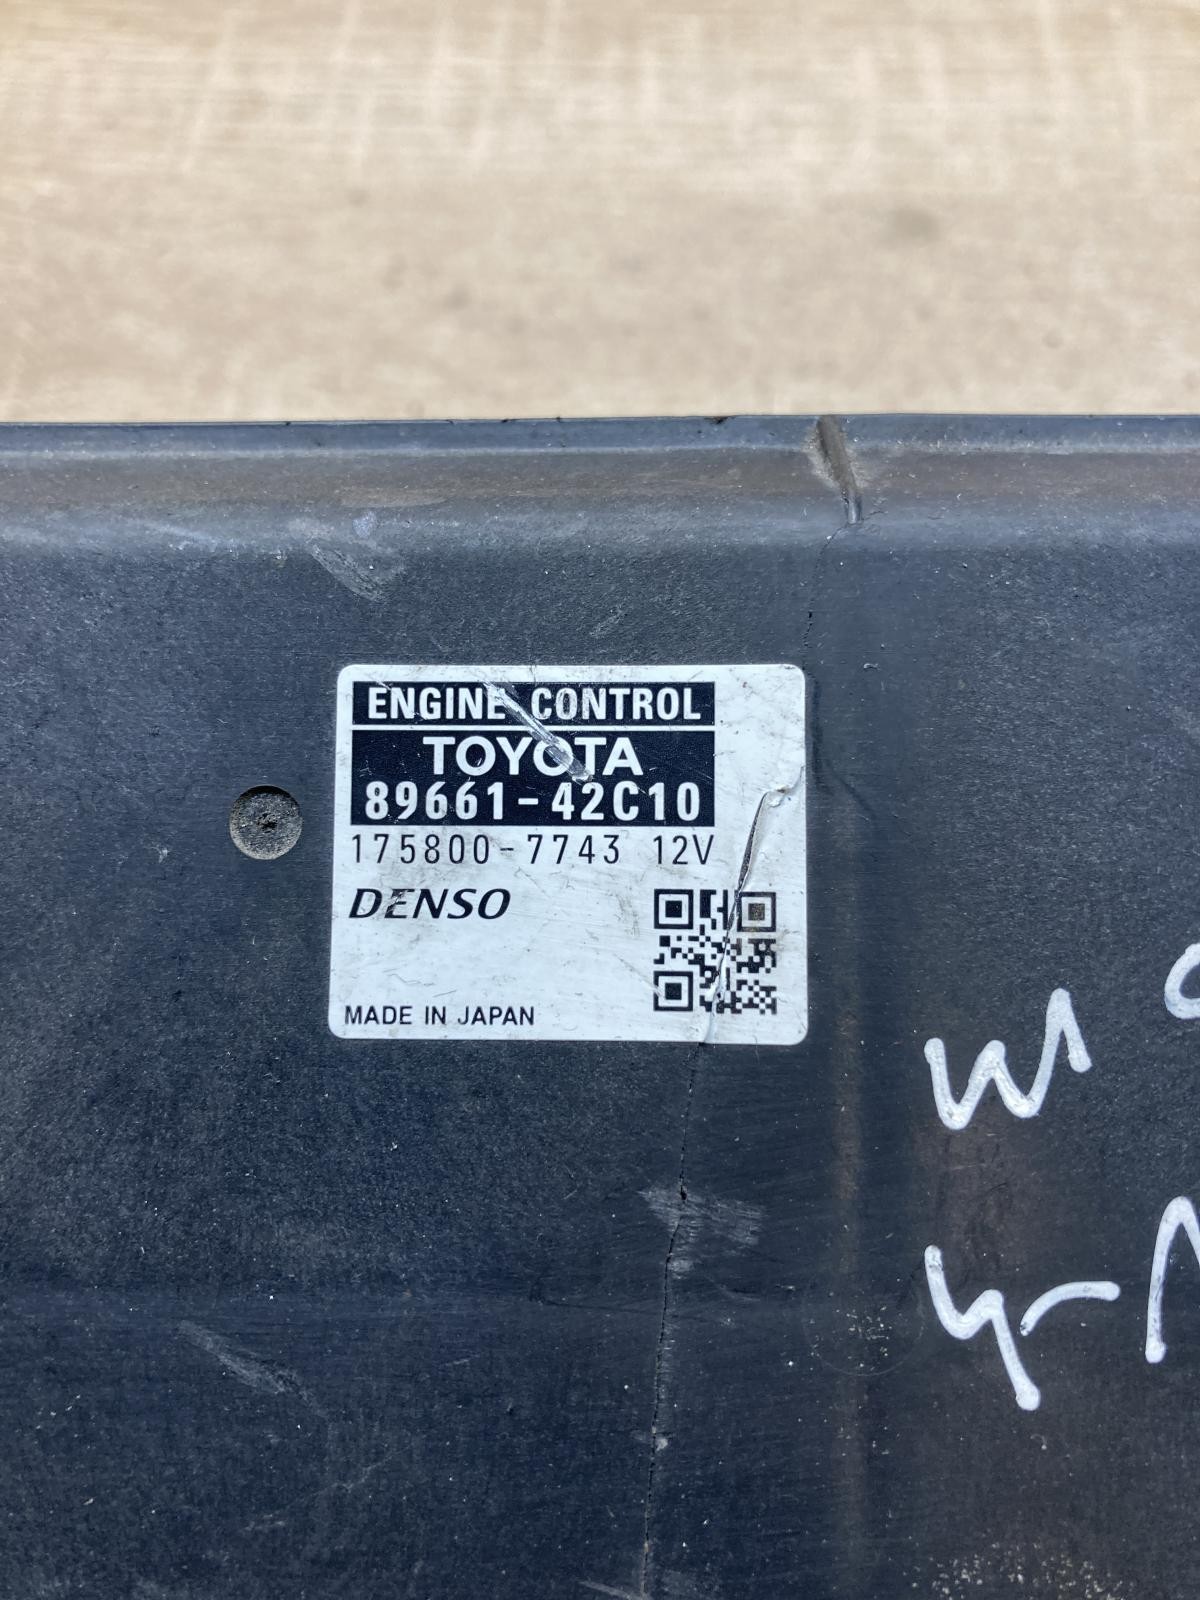 ENGINE CONTROL
TOYOTA
89661-42C10
175800-7743 12V
DENSO
MADE IN JAPAN